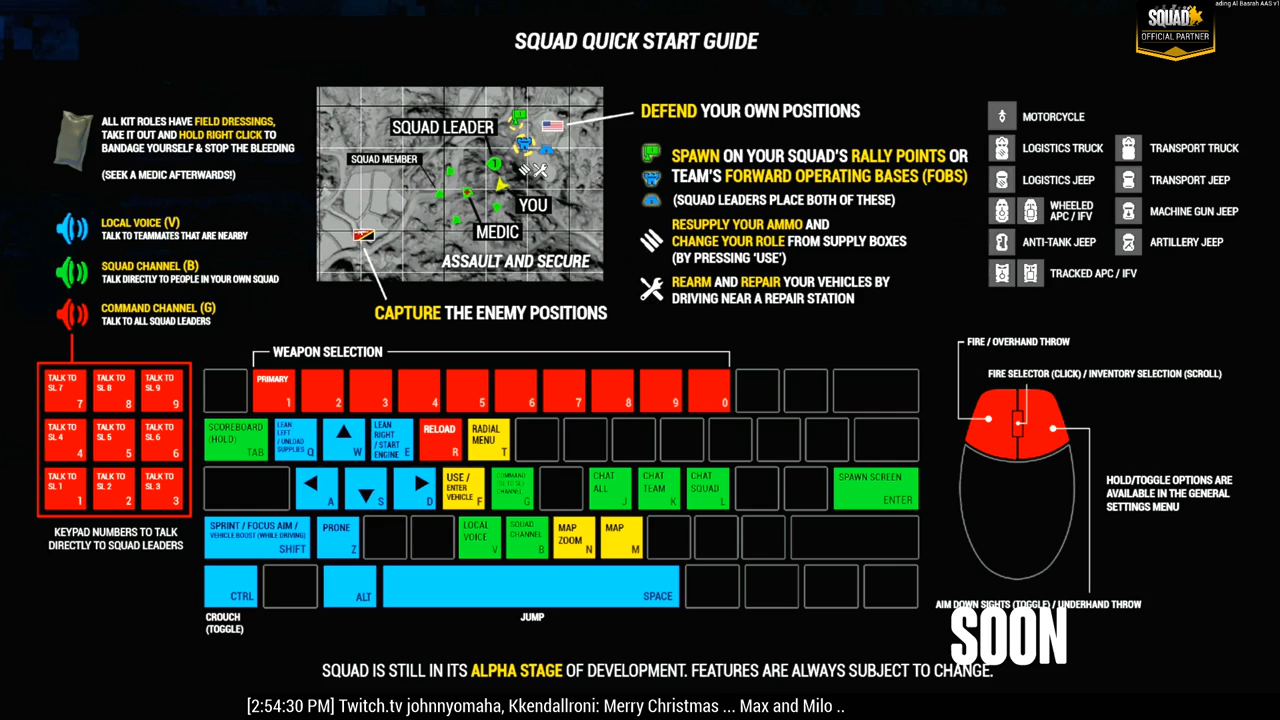 ading Al Basrah AAS v1
SQUAD
OFFICIAL PARTNER
SQUAD QUICK START GUIDE
ALL KIT ROLES HAVE FIELD DRESSINGS,
TAKE IT OUT AND HOLD RIGHT CLICK TO
BANDAGE YOURSELF & STOP THE BLEEDING
(SEEK A MEDIC AFTERWARDS!)
LOCAL VOICE (V)
TALK TO TEAMMATES THAT ARE NEARBY
SQUAD CHANNEL (B)
TALK DIRECTLY TO PEOPLE IN YOUR OWN SQUAD
COMMAND CHANNEL (G)
TALK TO ALL SQUAD LEADERS
SQUAD LEADER
SQUAD MEMBER
1
YOU
MEDIC
ASSAULT AND SECURE
CAPTURE THE ENEMY POSITIONS
DEFEND YOUR OWN POSITIONS
SPAWN ON YOUR SQUAD'S RALLY POINTS OR
TEAM'S FORWARD OPERATING BASES (FOBS)
(SQUAD LEADERS PLACE BOTH OF THESE)
RESUPPLY YOUR AMMO AND
CHANGE YOUR ROLE FROM SUPPLY BOXES
(BY PRESSING 'USE')
REARM AND REPAIR YOUR VEHICLES BY
DRIVING NEAR A REPAIR STATION
MOTORCYCLE
LOGISTICS TRUCK
TRANSPORT TRUCK
LOGISTICS JEEP
TRANSPORT JEEP
WHEELED
APC / IFV
MACHINE GUN JEEP
ANTI-TANK JEEP
ARTILLERY JEEP
TRACKED APC / IFV
TALK TO
SL 7
7
TALK TO
SL 8
8
TALK TO
SL 9
9
TALK TO
SL 4
4
TALK TO
SL 5
5
TALK TO
SL 6
6
TALK TO
SL 1
1
TALK TO
SL 2
2
TALK TO
SL 3
3
KEYPAD NUMBERS TO TALK
DIRECTLY TO SQUAD LEADERS
WEAPON SELECTION
PRIMARY
1
2
3
4
5
6
7
8
9
0
SCOREBOARD
(HOLD)
TAB
LEAN
LEFT
/ UNLOAD
SUPPLIES
Q
W
LEAN
RIGHT
/ START
ENGINE
E
RELOAD
R
RADIAL
MENU
T
A
S
D
USE /
ENTER
VEHICLE
F
COMMAND
CHANNEL
G
CHAT
ALL
J
CHAT
TEAM
K
CHAT
SQUAD
L
SPAWN SCREEN
ENTER
SPRINT / FOCUS AIM /
VEHICLE BOOST (WHILE DRIVING)
SHIFT
PRONE
Z
LOCAL
VOICE
V
SQUAD
CHANNEL
B
MAP
ZOOM
N
MAP
M
CTRL
ALT
SPACE
CROUCH
(TOGGLE)
JUMP
FIRE / OVERHAND THROW
FIRE SELECTOR (CLICK) / INVENTORY SELECTION (SCROLL)
HOLD/TOGGLE OPTIONS ARE
AVAILABLE IN THE GENERAL
SETTINGS MENU
AIM DOWN SIGHTS (TOGGLE) / UNDERHAND THROW
SOON
SQUAD IS STILL IN ITS ALPHA STAGE OF DEVELOPMENT. FEATURES ARE ALWAYS SUBJECT TO CHANGE.
[2:54:30 PM] Twitch.tv johnnyomaha, Kkendallroni: Merry Christmas ... Max and Milo ..